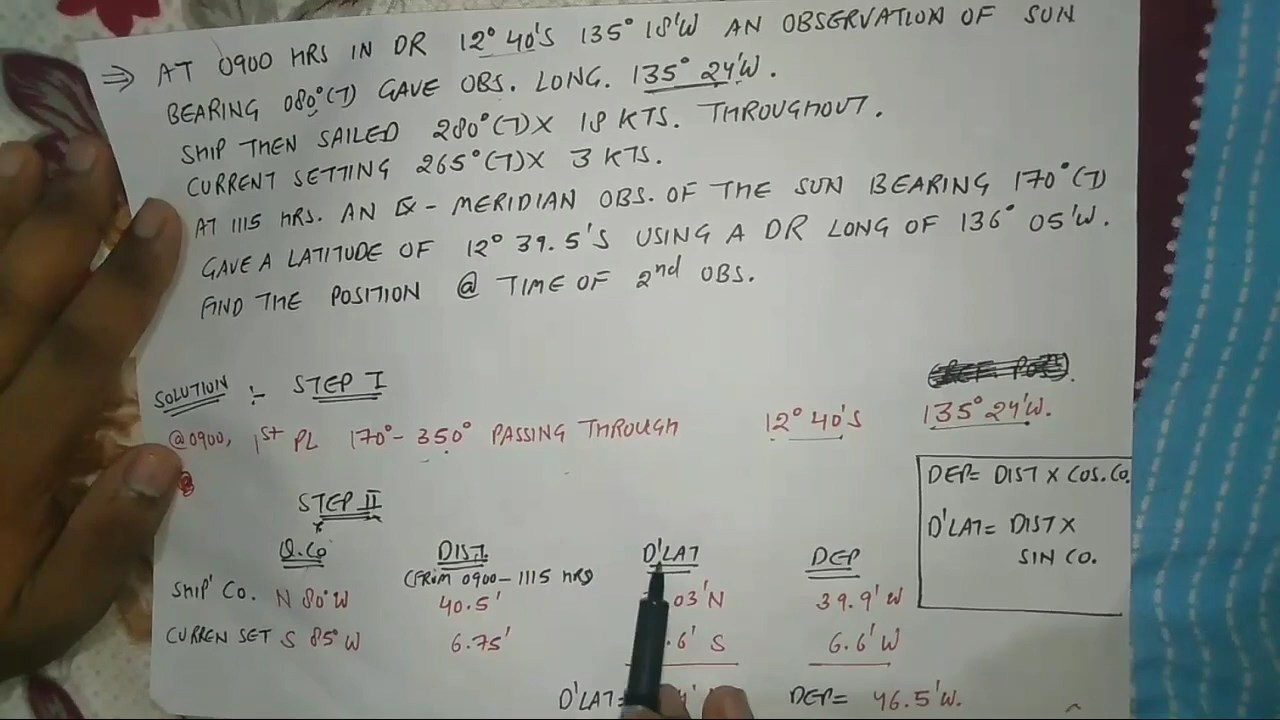 ⇒ AT 0900 HRS IN DR 12° 40'S 135° 18'W AN OBSERVATION OF SUN
BEARING 080°(T) GAVE OBS. LONG. 135° 24'W.
SHIP THEN SAILED 280°(T) X 18 KTS. THROUGHOUT.
CURRENT SETTING 265°(T) X 3 KTS.
AT 1115 HRS. AN EX-MERIDIAN OBS. OF THE SUN BEARING 170°(T)
GAVE A LATITUDE OF 12° 39.5'S USING A DR LONG OF 136° 05'W.
FIND THE POSITION @ TIME OF 2nd OBS.
SOLUTION :- STEP I
@0900, 1st PL 170°- 350° PASSING THROUGH 12° 40'S 135° 24'W.
DEP= DIST X COS. CO.
D'LAT= DIST X
SIN CO.
STEP II
Q.Co DIST. D'LAT DEP
(FROM 0900-1115 HRS)
SHIP' CO. N 80° W 40.5' 03'N 39.9' W
CURREN SET S 85° W 6.75' .6' S 6.6' W
D'LAT= DEP= 46.5'W.